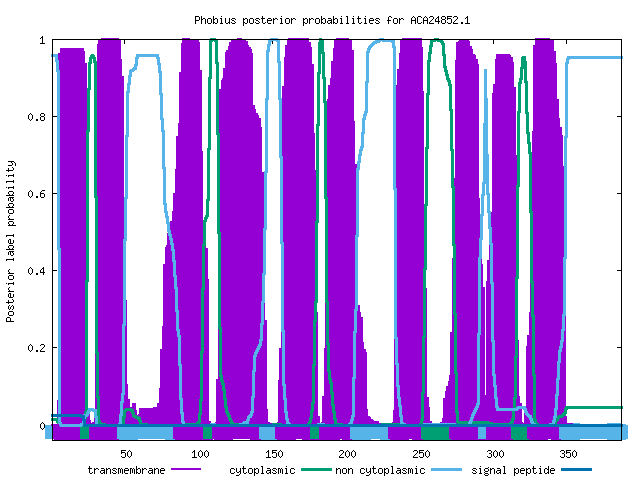 Phobius posterior probabilities for ACA24852.1
1
0.8
0.6
0.4
0.2
0
Posterior label probability
50 100 150 200 250 300 350
transmembrane cytoplasmic non cytoplasmic signal peptide